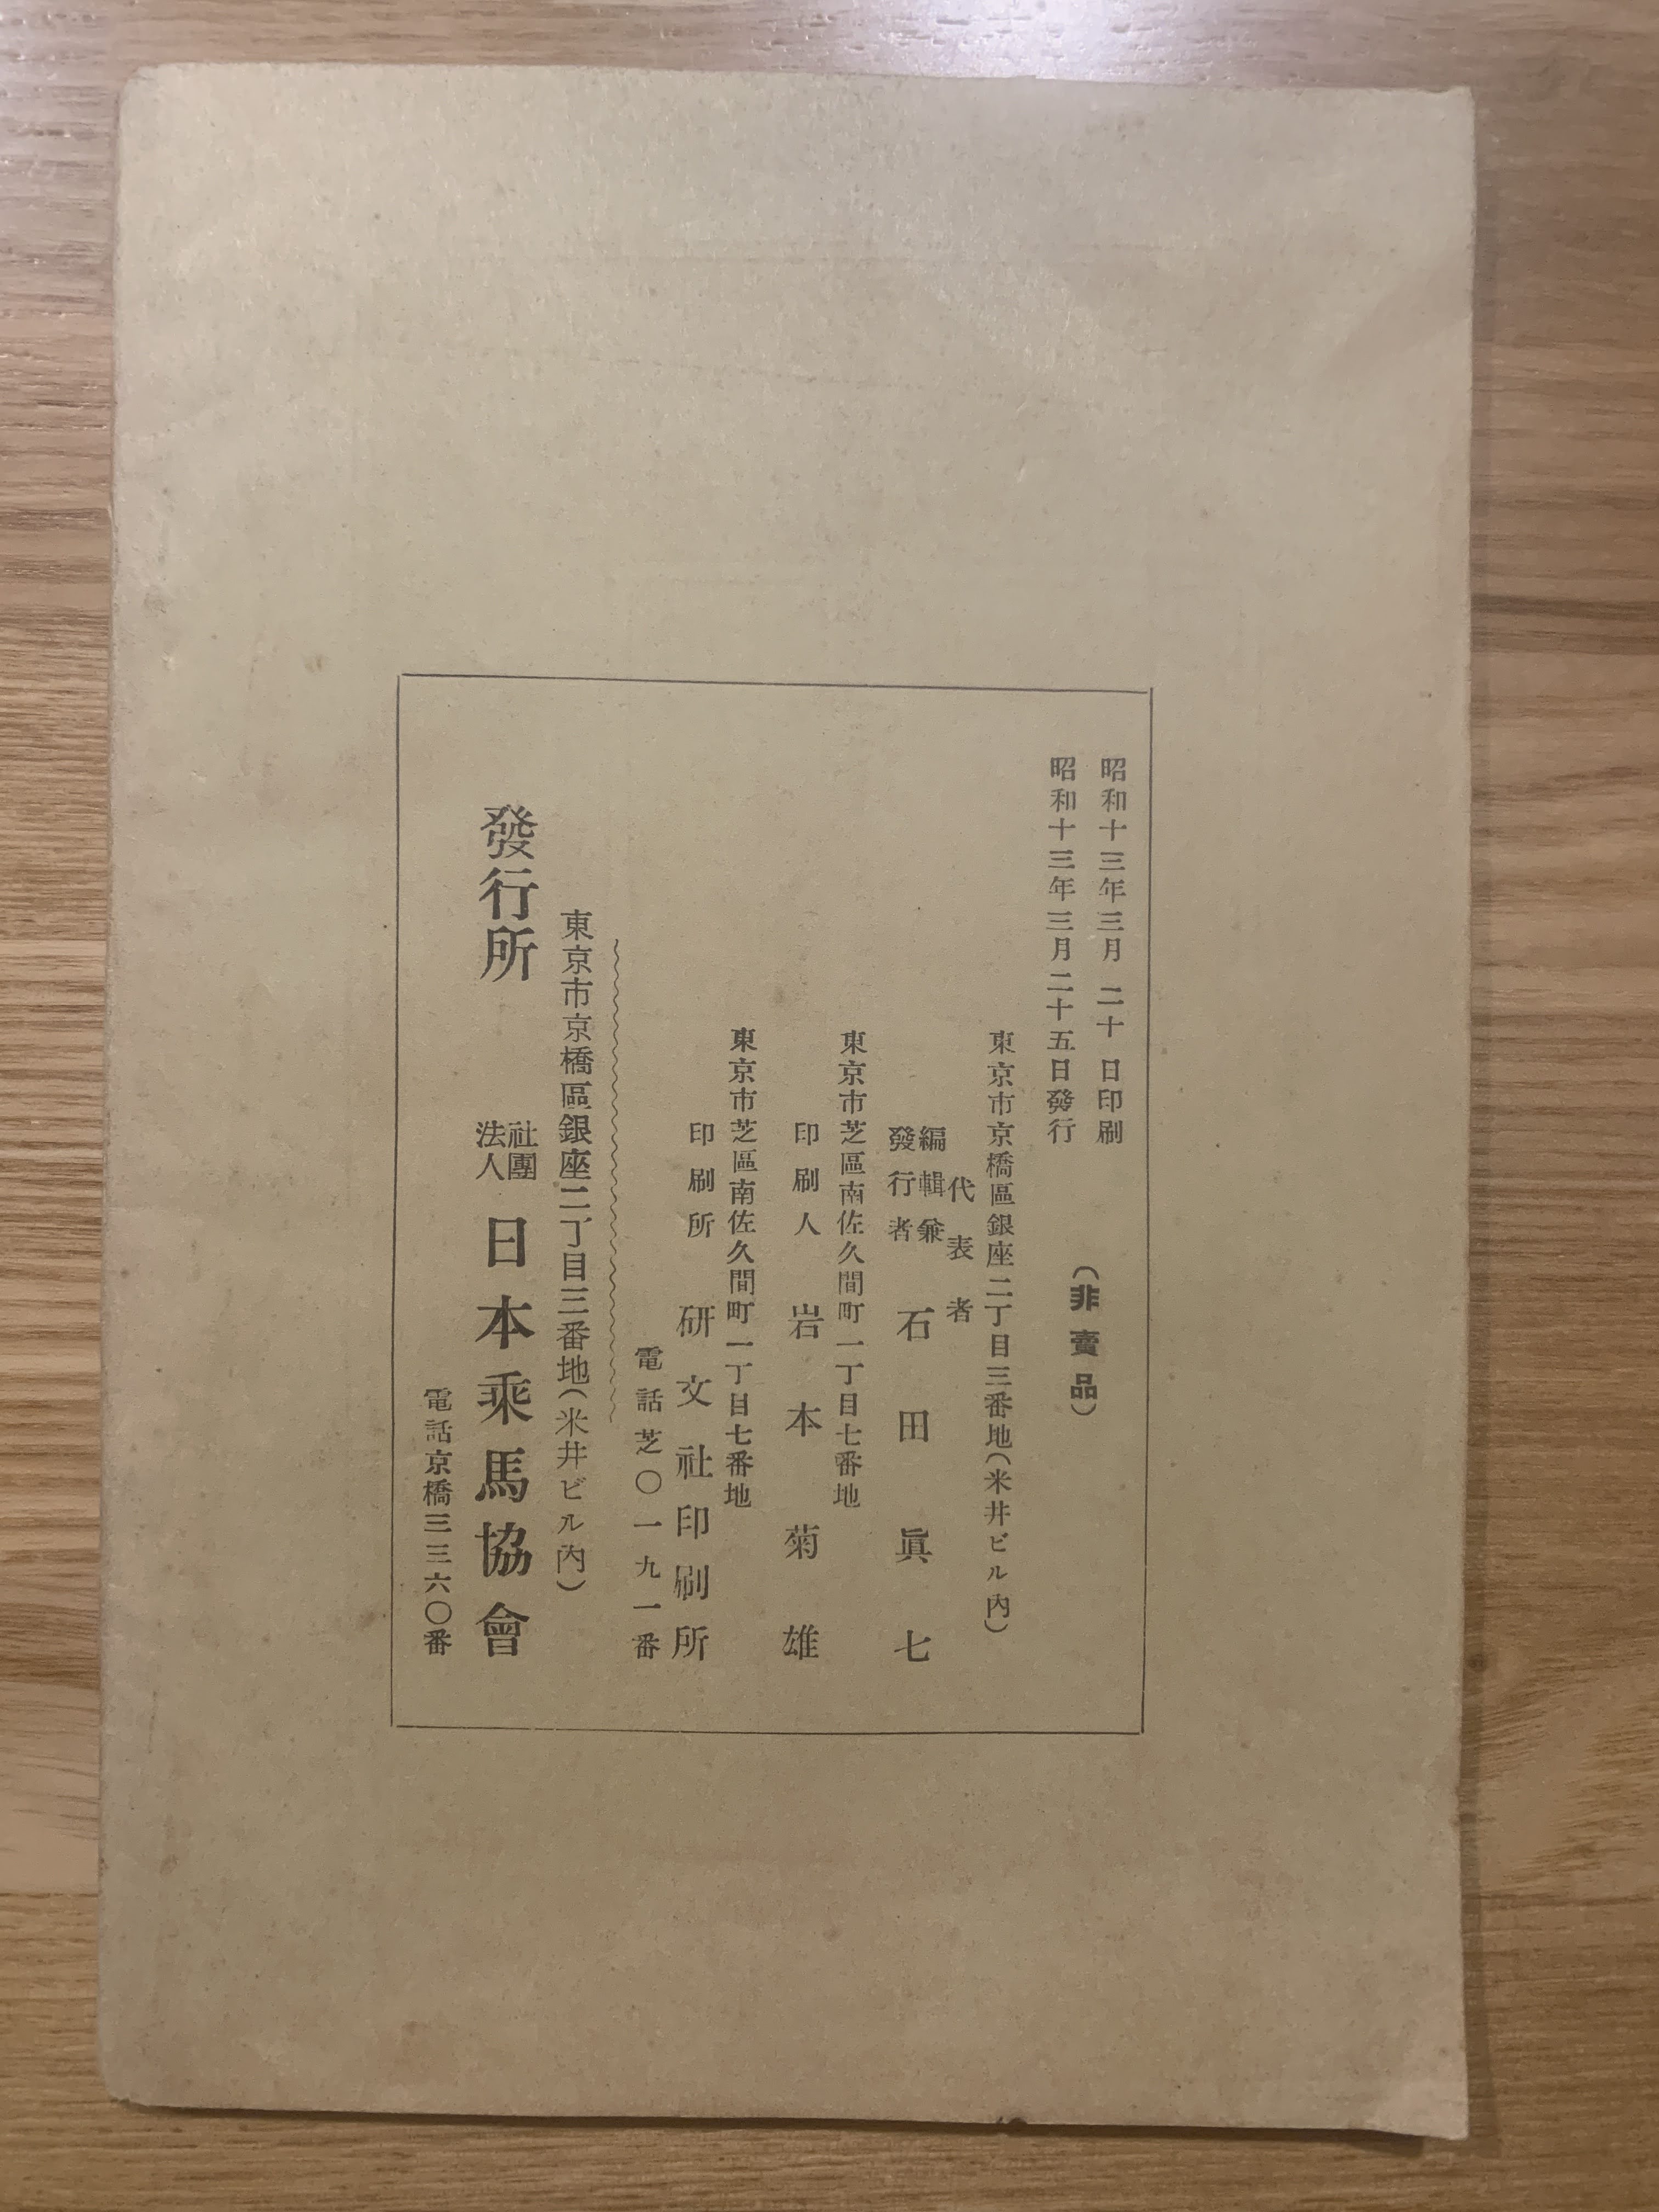 昭和十三年三月二十日印刷
昭和十三年三月二十五日發行
（非賣品）
東京市京橋區銀座二丁目三番地（米井ビル內）
代表者
編輯兼
發行者
石田眞七
東京市芝區南佐久間町一丁目七番地
印刷人 岩本菊雄
東京市芝區南佐久間町一丁目七番地
印刷所 研文社印刷所
電話芝〇一九一番
東京市京橋區銀座二丁目三番地（米井ビル內）
發行所
社團
法人
日本乘馬協會
電話京橋三三六〇番